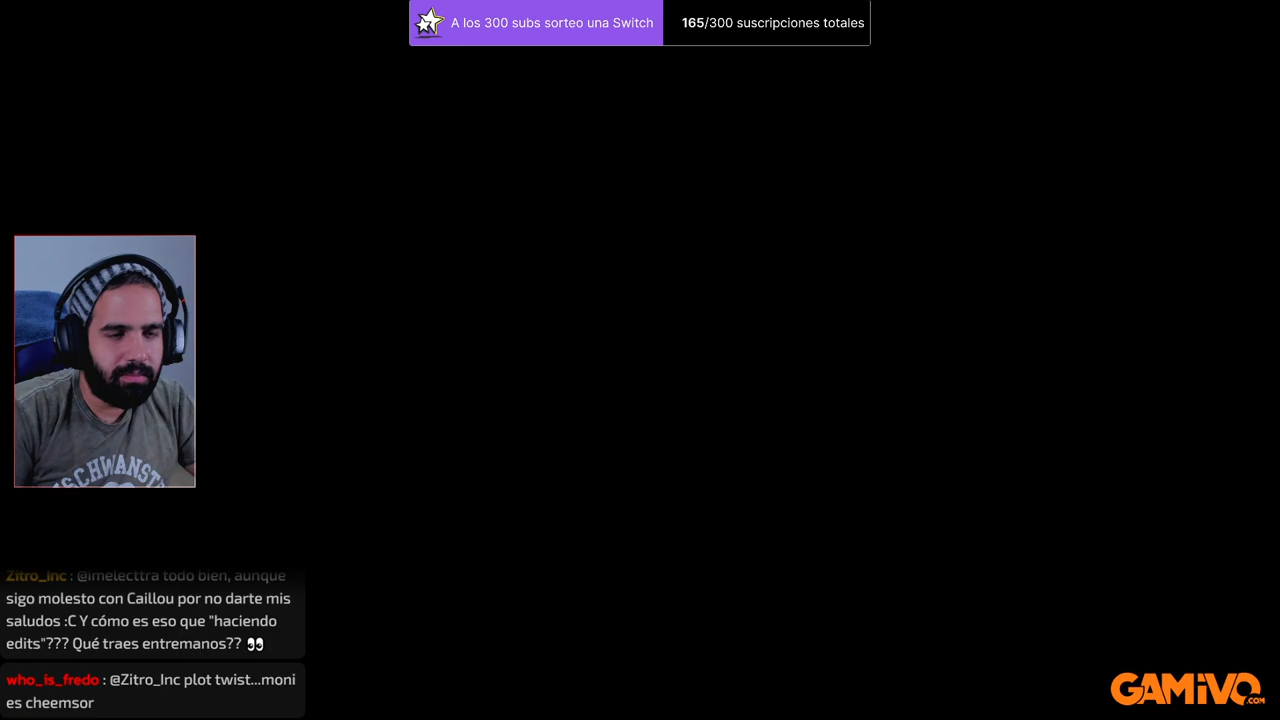 A los 300 subs sorteo una Switch 165/300 suscripciones totales
SCHWANST
Zitro_Inc : @imelecttra todo bien, aunque
sigo molesto con Caillou por no darte mis
saludos :C Y cómo es eso que "haciendo
edits"??? Qué traes entremanos?? 👀
who_is_fredo : @Zitro_Inc plot twist...moni
es cheemsor
GAMIVO.COM